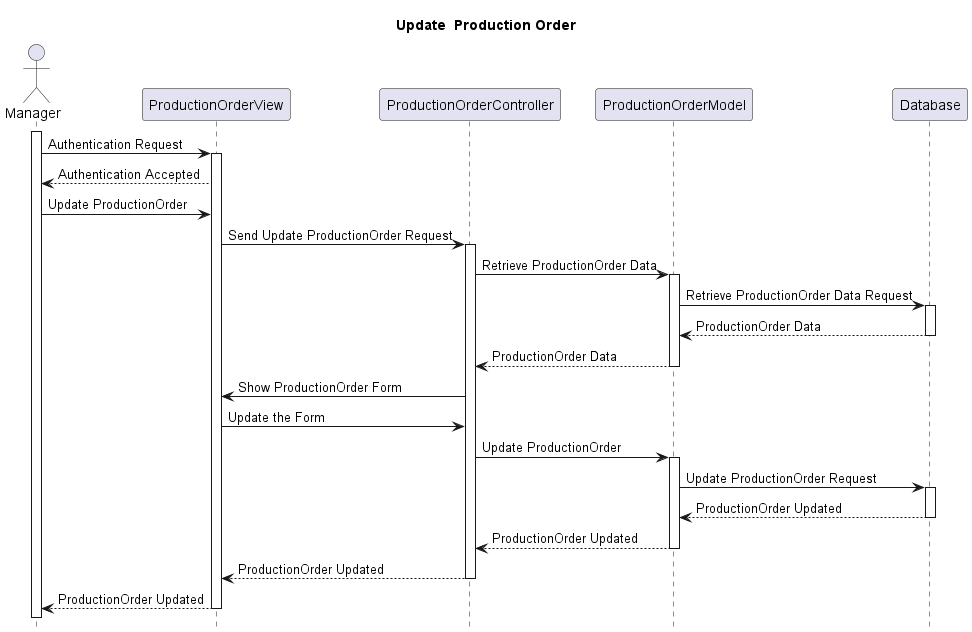 Update  Production Order
Manager
ProductionOrderView
ProductionOrderController
ProductionOrderModel
Database
Authentication Request
Authentication Accepted
Update ProductionOrder
Send Update ProductionOrder Request
Retrieve ProductionOrder Data
Retrieve ProductionOrder Data Request
ProductionOrder Data
ProductionOrder Data
Show ProductionOrder Form
Update the Form
Update ProductionOrder
Update ProductionOrder Request
ProductionOrder Updated
ProductionOrder Updated
ProductionOrder Updated
ProductionOrder Updated